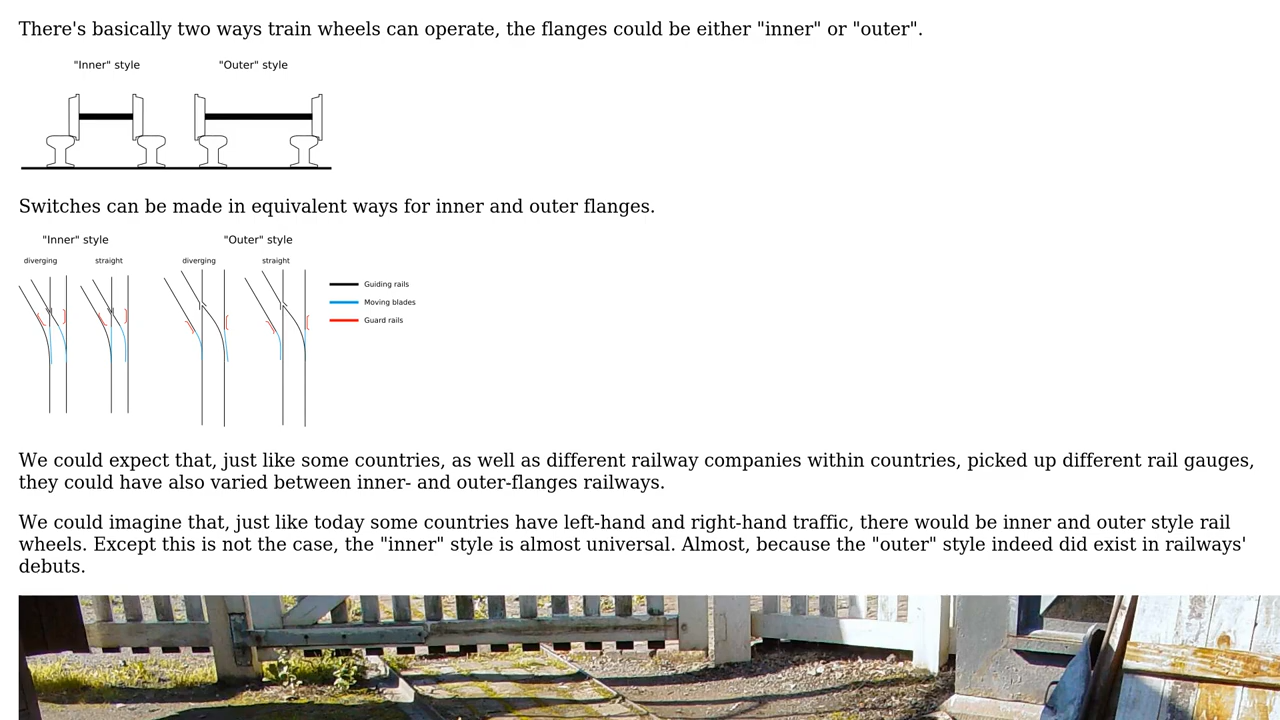 There's basically two ways train wheels can operate, the flanges could be either "inner" or "outer".
"Inner" style "Outer" style
Switches can be made in equivalent ways for inner and outer flanges.
"Inner" style "Outer" style
diverging straight diverging straight
Guiding rails
Moving blades
Guard rails
We could expect that, just like some countries, as well as different railway companies within countries, picked up different rail gauges,
they could have also varied between inner- and outer-flanges railways.
We could imagine that, just like today some countries have left-hand and right-hand traffic, there would be inner and outer style rail
wheels. Except this is not the case, the "inner" style is almost universal. Almost, because the "outer" style indeed did exist in railways'
debuts.